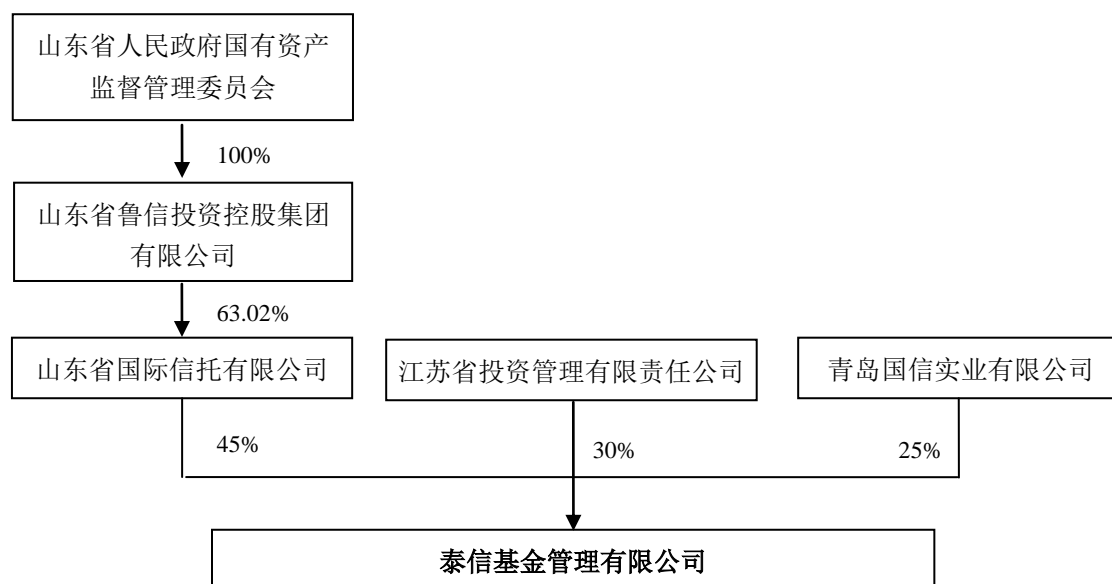 山东省人民政府国有资产
监督管理委员会
100%
山东省鲁信投资控股集团
有限公司
63.02%
山东省国际信托有限公司
江苏省投资管理有限责任公司
青岛国信实业有限公司
45%
30%
25%
泰信基金管理有限公司